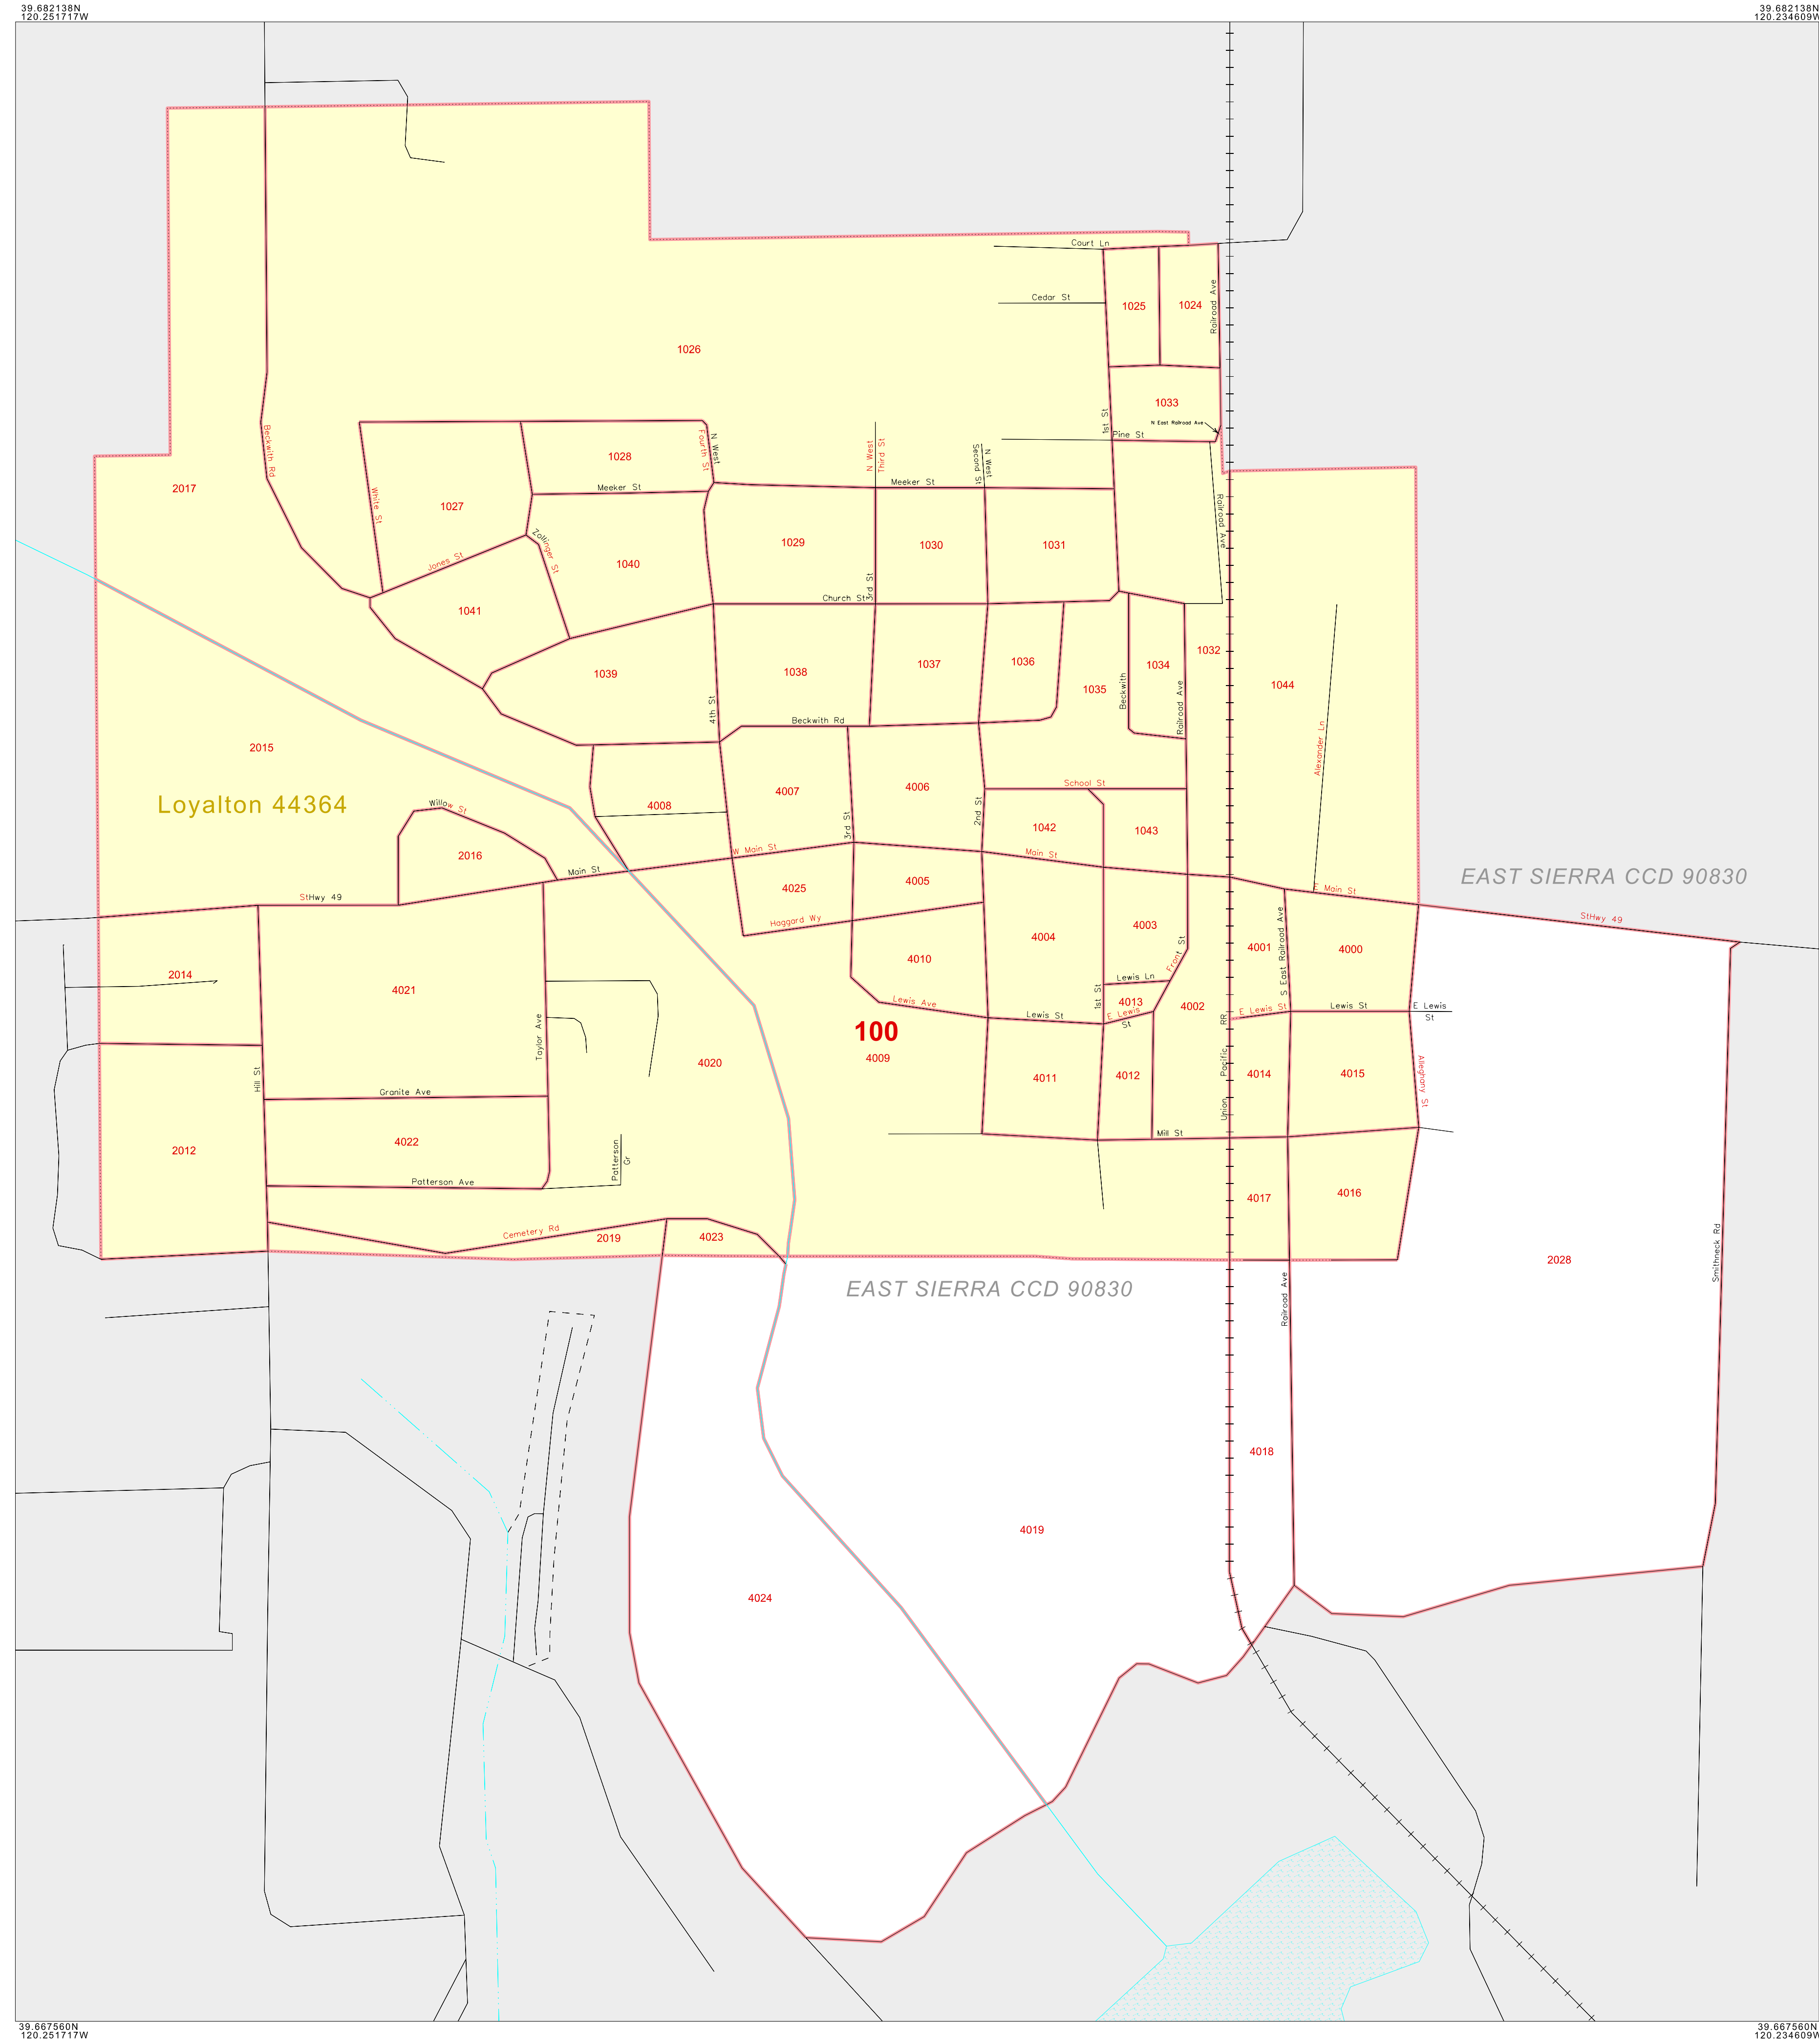 39.682138N
120.251717W
39.682138N
120.234609W
Court Ln
Cedar St
1025
1024
Railroad Ave
1026
1033
N East Railroad Ave
1st St
Pine St
2017
Beckwith Rd
White St
1028
Fourth St
N West
N West
Third St
Second St
N West
Meeker St
Meeker St
1027
Zollinger St
Jones St
1040
1029
1030
1031
Railroad Ave
3rd St
Church St
1041
1039
1038
1037
1036
1035
1034
1032
1044
Beckwith
Railroad Ave
4th St
Beckwith Rd
Alexander Ln
2015
Loyalton 44364
4008
4007
4006
School St
Willow St
3rd St
2nd St
1042
1043
2016
Main St
W Main St
Main St
EAST SIERRA CCD 90830
StHwy 49
4025
4005
E Main St
StHwy 49
Hoggard Wy
4004
4003
4001
S East Railroad Ave
4000
Front St
2014
4021
4010
Lewis Ln
1st St
4013
4002
Lewis Ave
Lewis St
E Lewis
St
E Lewis St
Lewis St
E Lewis
St
100
4009
4020
Taylor Ave
Hill St
RR
Pacific
Union
4011
4012
4014
4015
Alleghany St
Granite Ave
2012
4022
Mill St
Patterson
Gr
Patterson Ave
4017
4016
Cemetery Rd
2019
4023
EAST SIERRA CCD 90830
Railroad Ave
2028
Smithneck Rd
4018
4019
4024
39.667560N
120.251717W
39.667560N
120.234609W